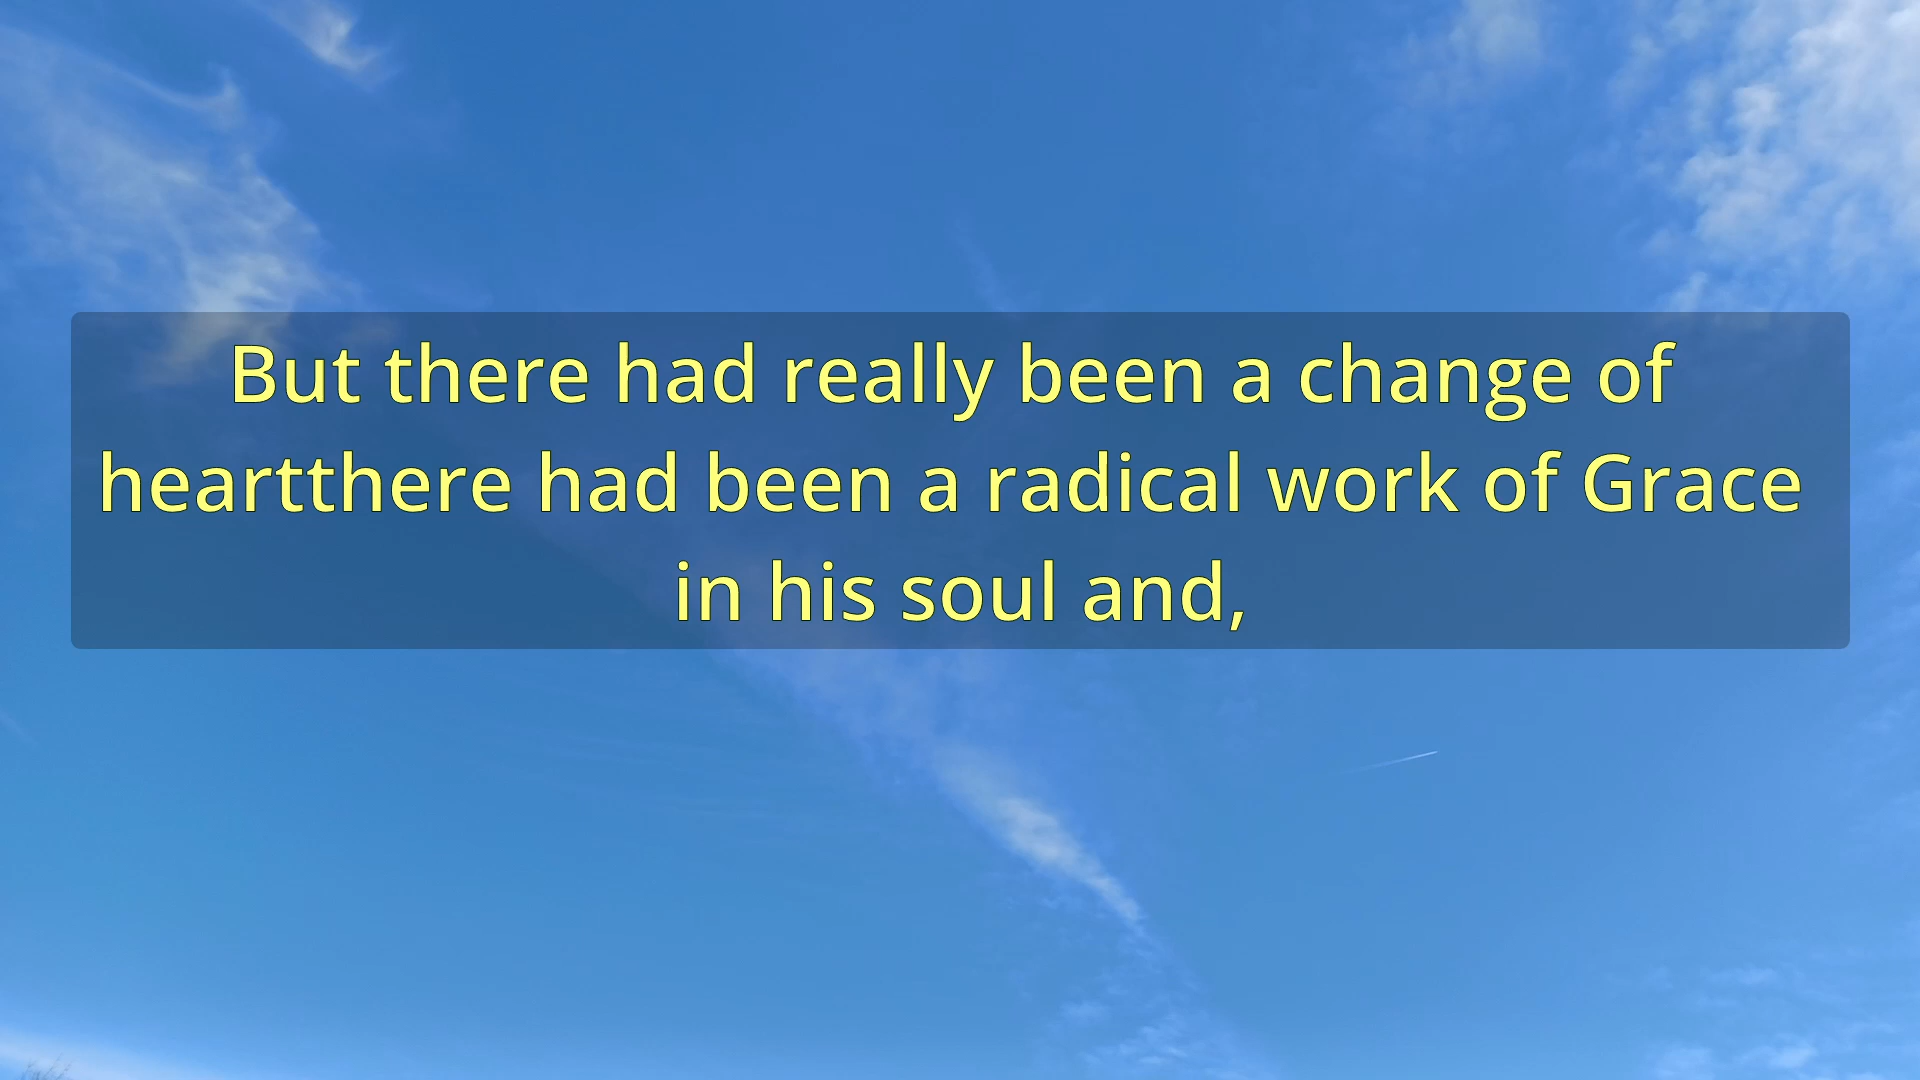 But there had really been a change of
heartthere had been a radical work of Grace
in his soul and,